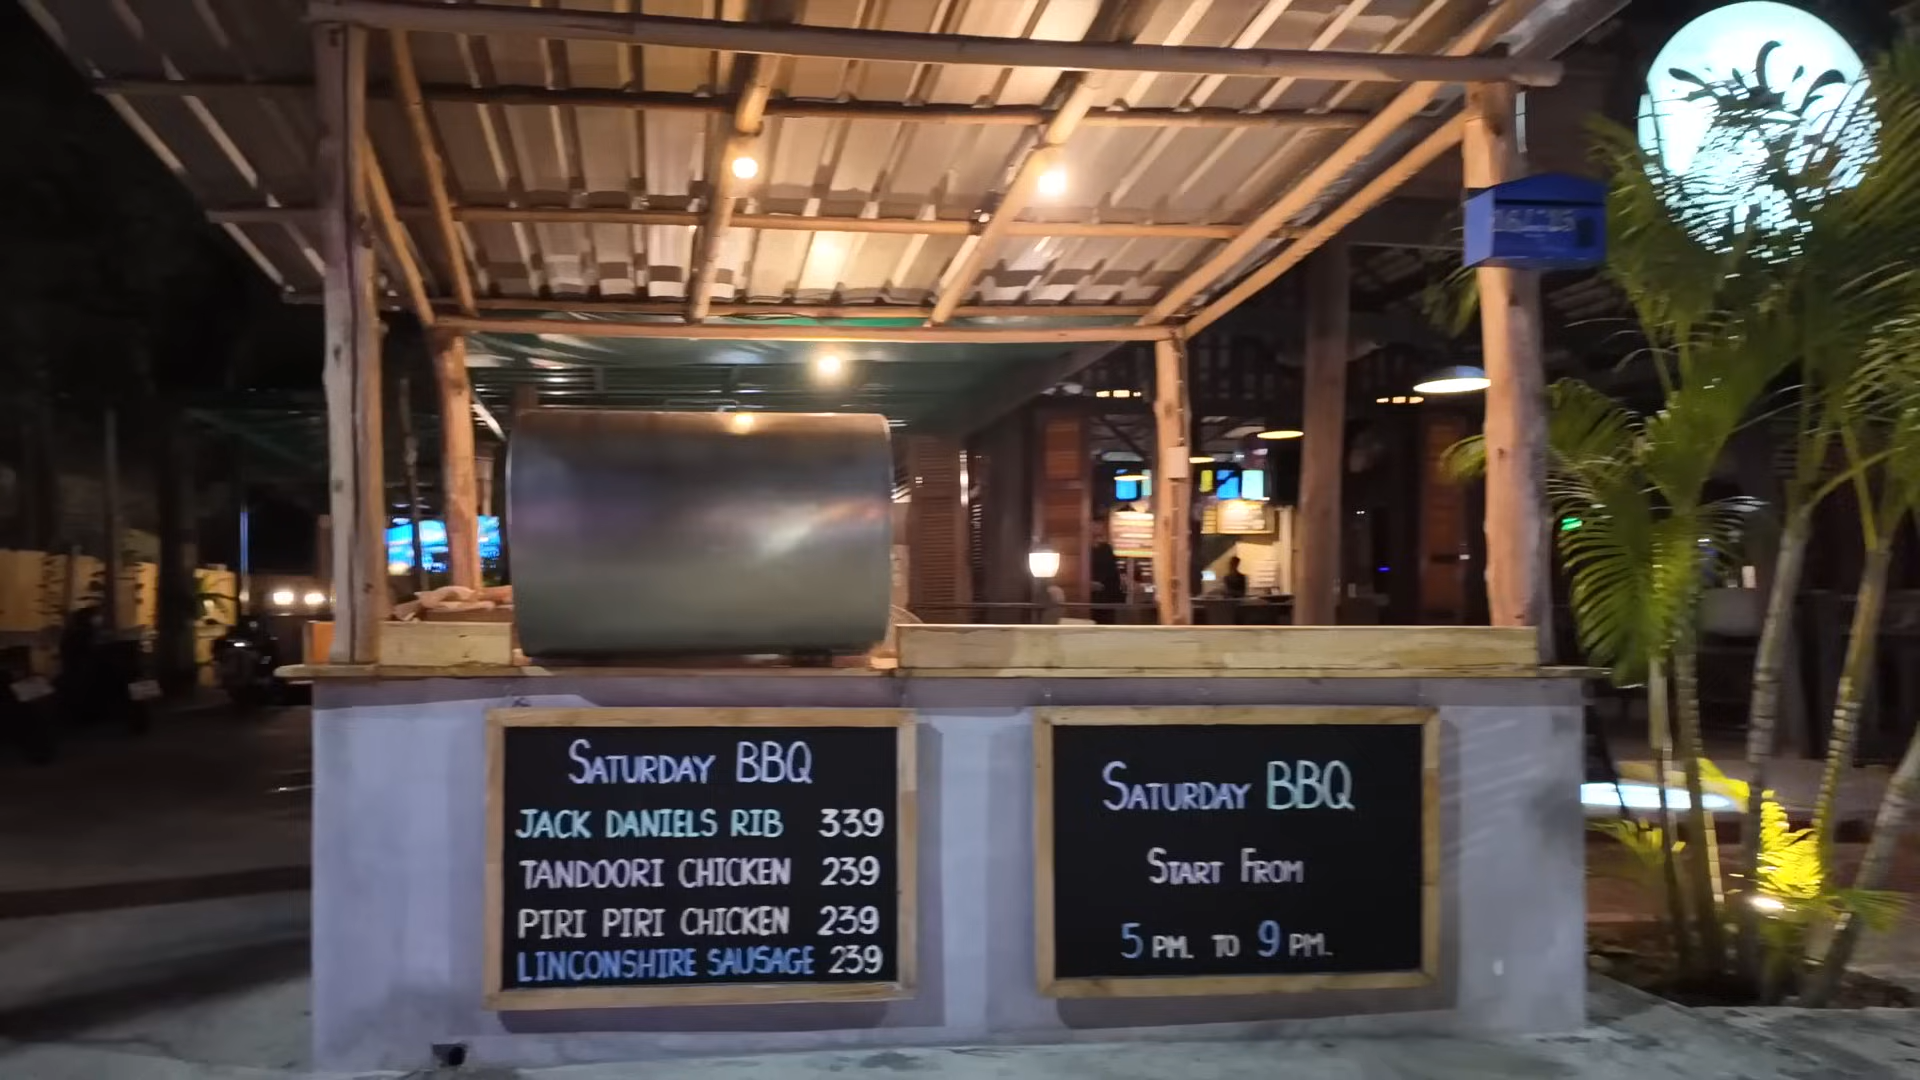 SATURDAY BBQ
JACK DANIELS RIB 339
TANDOORI CHICKEN 239
PIRI PIRI CHICKEN 239
LINCONSHIRE SAUSAGE 239
SATURDAY BBQ
START FROM
5 PM. TO 9 PM.